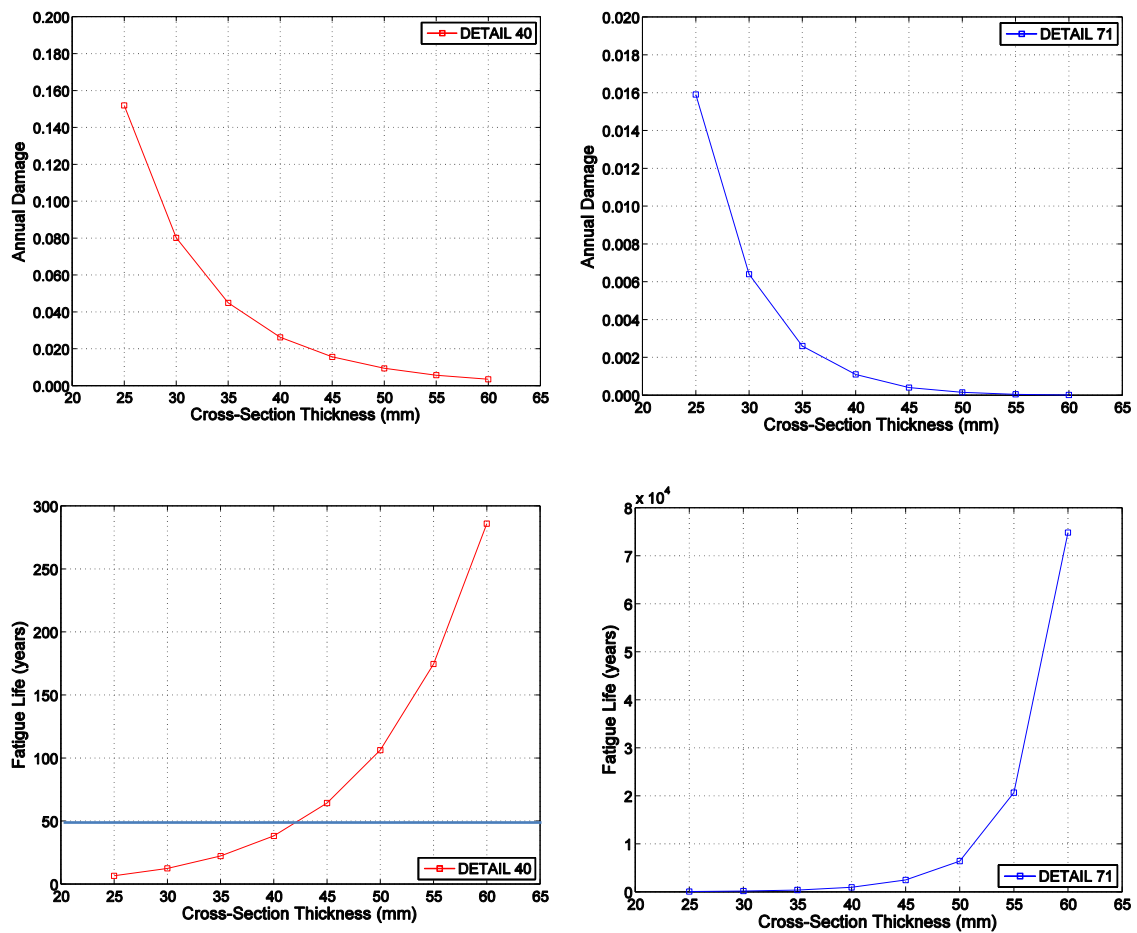 0.200
0.180
0.160
0.140
0.120
0.100
0.080
0.060
0.040
0.020
0.000
Annual Damage
DETAIL 40
20 25 30 35 40 45 50 55 60 65
Cross-Section Thickness (mm)
0.020
0.018
0.016
0.014
0.012
0.010
0.008
0.006
0.004
0.002
0.000
Annual Damage
DETAIL 71
20 25 30 35 40 45 50 55 60 65
Cross-Section Thickness (mm)
300
250
200
150
100
50
0
Fatigue Life (years)
DETAIL 40
20 25 30 35 40 45 50 55 60 65
Cross-Section Thickness (mm)
x 10^4
8
7
6
5
4
3
2
1
0
Fatigue Life (years)
DETAIL 71
20 25 30 35 40 45 50 55 60 65
Cross-Section Thickness (mm)